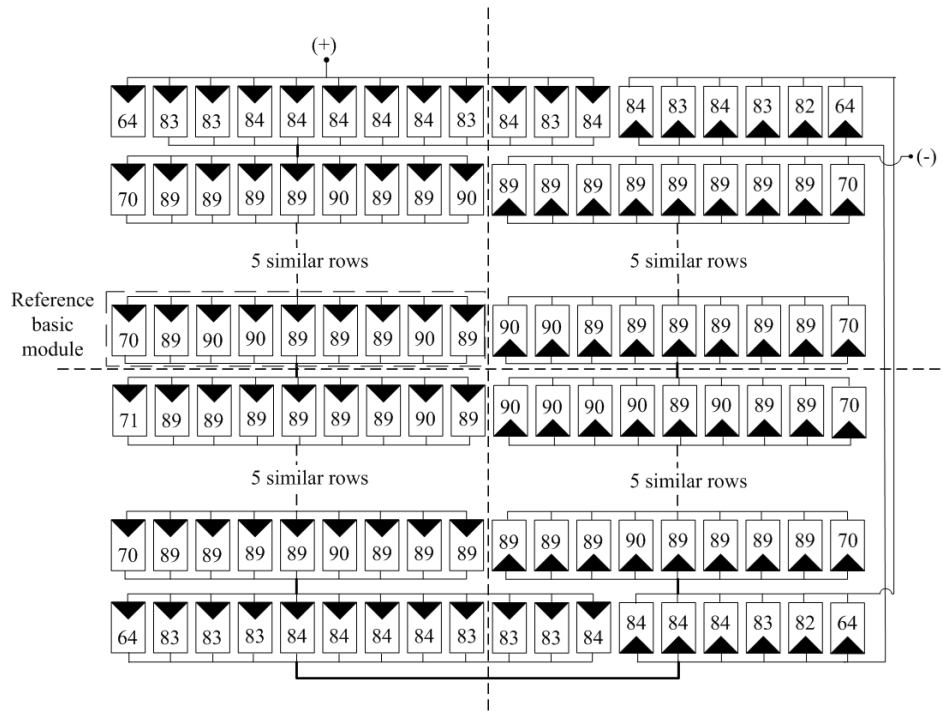 (+)
64 83 83 84 84 84 84 84 83 84 83 84 84 83 84 83 82 64
(-)
70 89 89 89 89 90 89 89 90 89 89 89 89 89 89 89 89 70
5 similar rows 5 similar rows
Reference
basic
module
70 89 90 90 89 89 89 90 89 90 90 89 89 89 89 89 89 70
71 89 89 89 89 89 89 90 89 90 90 90 90 89 90 89 89 70
5 similar rows 5 similar rows
70 89 89 89 89 90 89 89 89 89 89 89 90 89 89 89 89 70
64 83 83 83 84 84 84 84 83 83 83 84 84 84 84 83 82 64